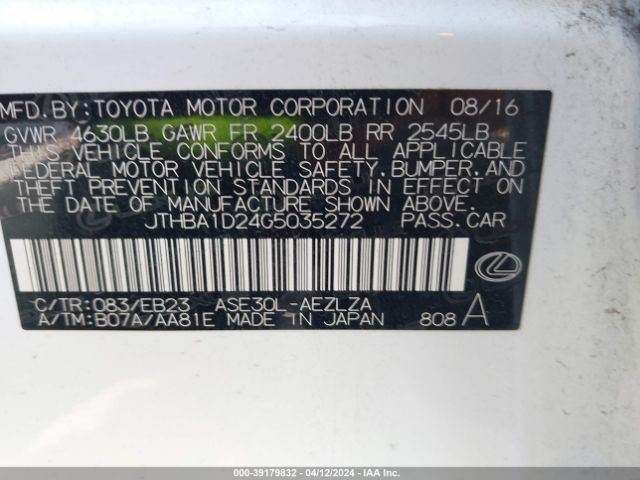 MFD. BY: TOYOTA MOTOR CORPORATION 08/16
GVWR 4630LB GAWR FR 2400LB RR 2545LB
THIS VEHICLE CONFORMS TO ALL APPLICABLE
FEDERAL MOTOR VEHICLE SAFETY, BUMPER, AND
THEFT PREVENTION STANDARDS IN EFFECT ON
THE DATE OF MANUFACTURE SHOWN ABOVE.
JTHBA1D24G5035272 PASS. CAR
C/TR: 083/EB23 ASE30L-AEZLZA
A/TM: B07A/AA81E MADE IN JAPAN 808 A
000-39179832 - 04/12/2024 - IAA Inc. (IAA)